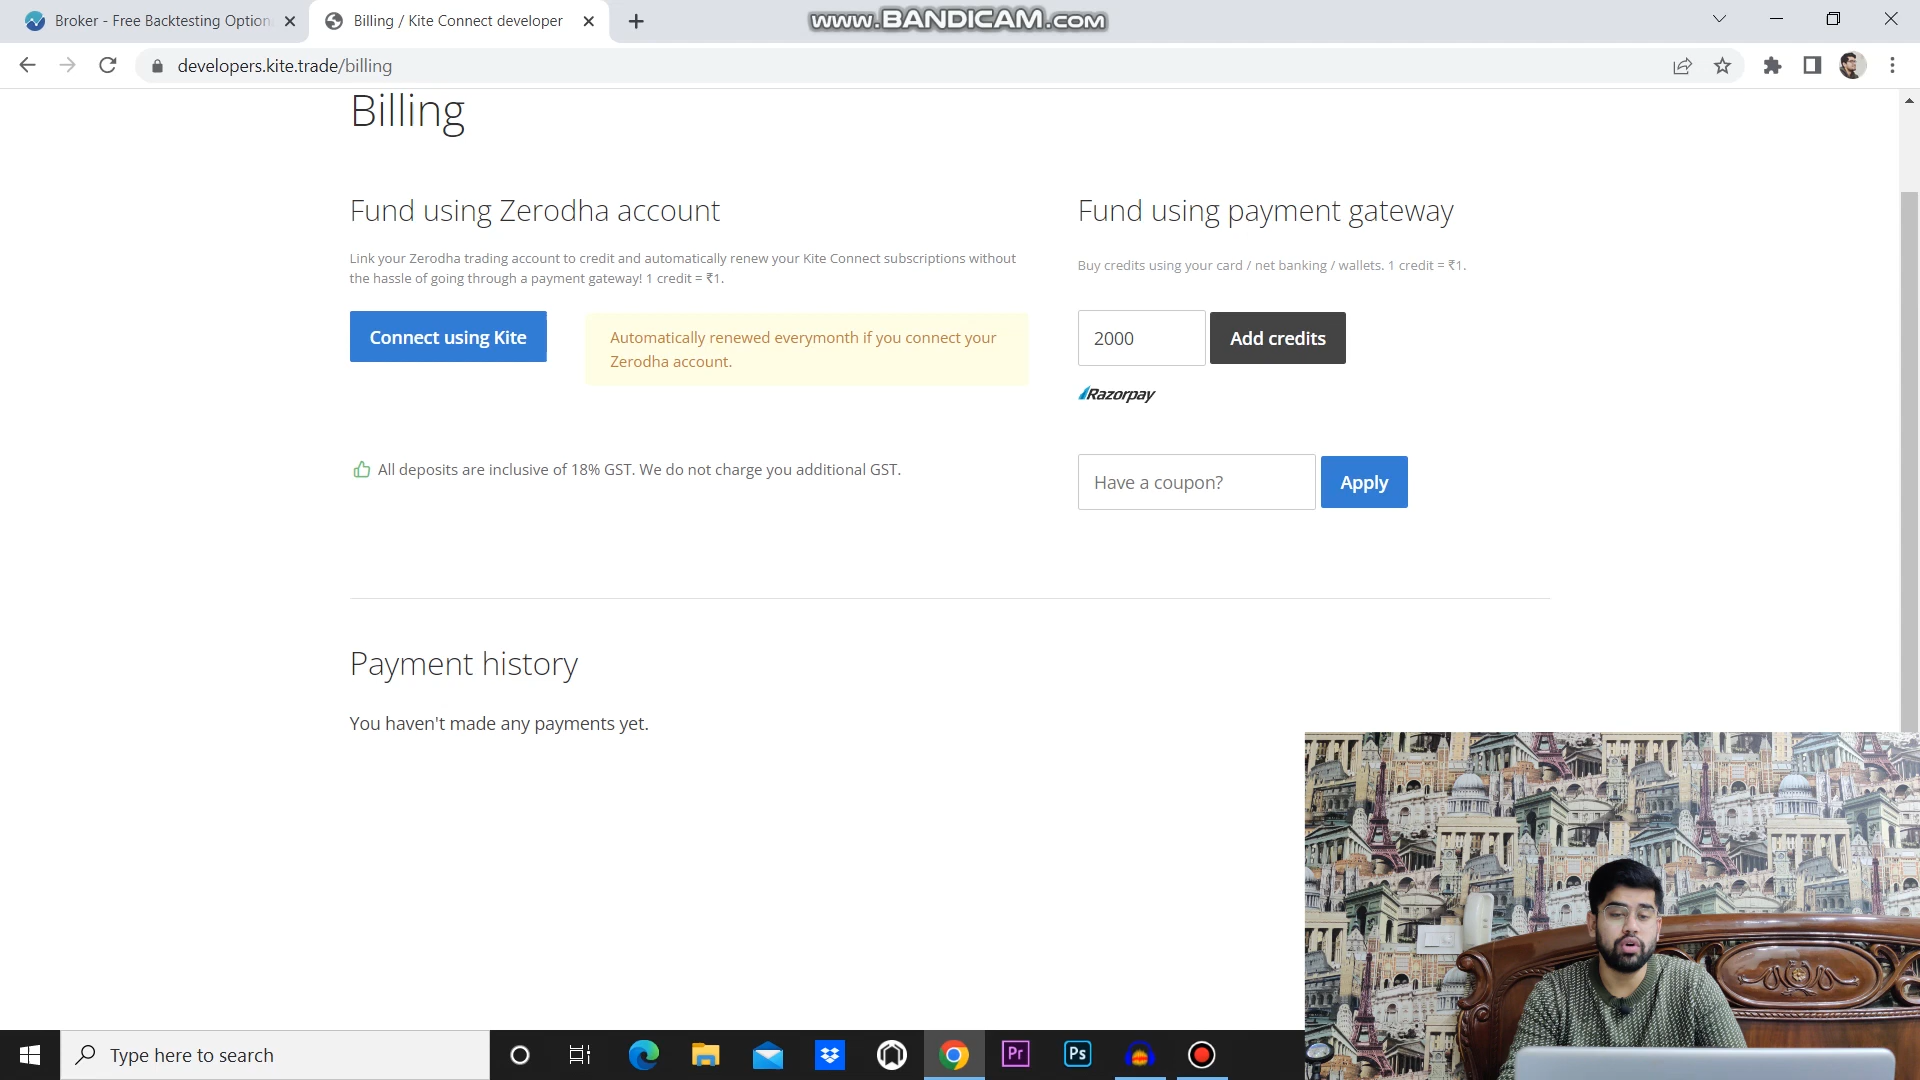 Broker - Free Backtesting Option
Billing / Kite Connect developer
www.BANDICAM.com
developers.kite.trade/billing
Billing
Fund using Zerodha account
Link your Zerodha trading account to credit and automatically renew your Kite Connect subscriptions without
the hassle of going through a payment gateway! 1 credit = ₹1.
Connect using Kite
Automatically renewed everymonth if you connect your
Zerodha account.
All deposits are inclusive of 18% GST. We do not charge you additional GST.
Fund using payment gateway
Buy credits using your card / net banking / wallets. 1 credit = ₹1.
2000
Add credits
Razorpay
Have a coupon?
Apply
Payment history
You haven't made any payments yet.
Type here to search
Pr
Ps